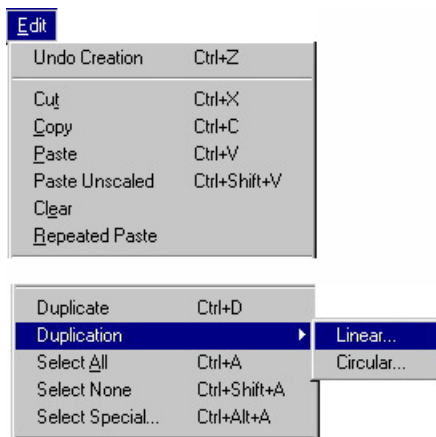 Edit
Undo Creation Ctrl+Z
Cut Ctrl+X
Copy Ctrl+C
Paste Ctrl+V
Paste Unscaled Ctrl+Shift+V
Clear
Repeated Paste
Duplicate Ctrl+D
Duplication Linear...
Select All Ctrl+A Circular...
Select None Ctrl+Shift+A
Select Special... Ctrl+Alt+A